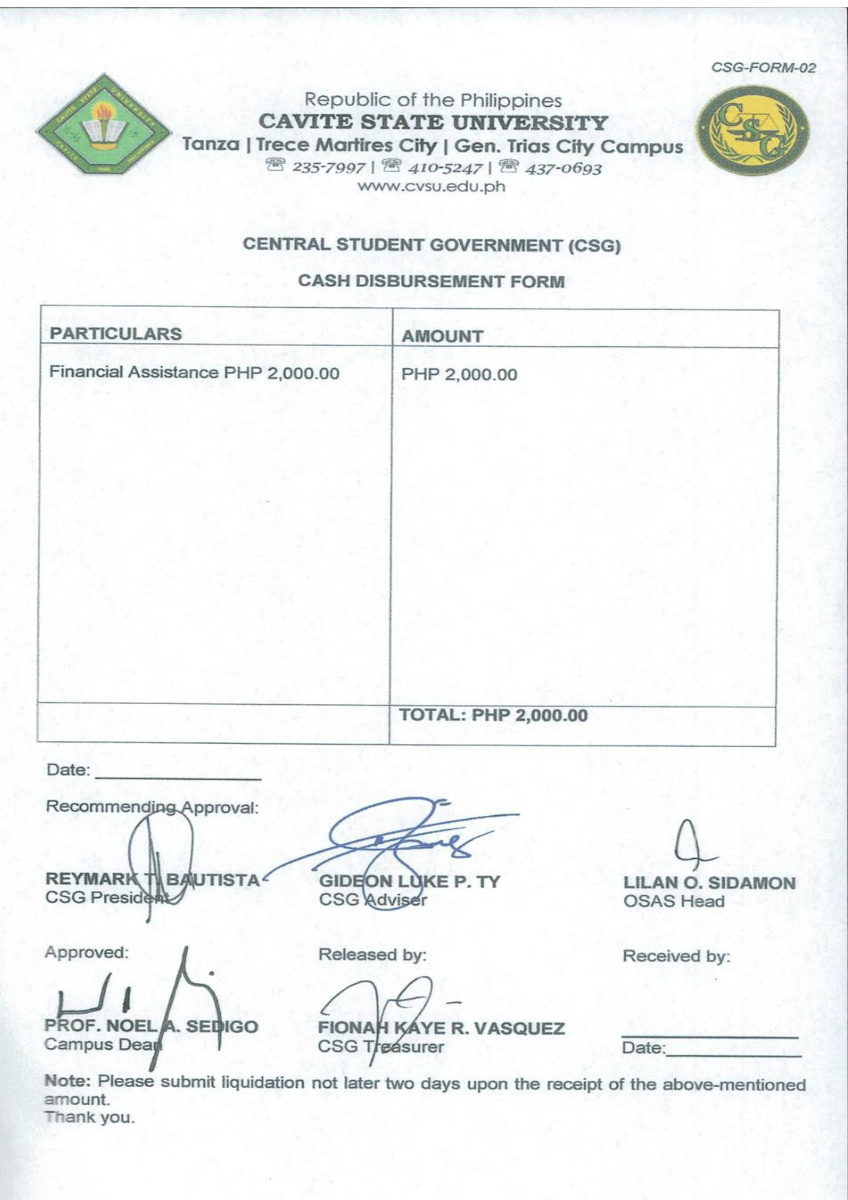 CSG-FORM-02
Republic of the Philippines
CAVITE STATE UNIVERSITY
Tanza | Trece Martires City | Gen. Trias City Campus
☏ 235-7997 | ☏ 410-5247 | ☏ 437-0693
www.cvsu.edu.ph
CSG
CENTRAL STUDENT GOVERNMENT (CSG)
CASH DISBURSEMENT FORM
PARTICULARS AMOUNT
Financial Assistance PHP 2,000.00 PHP 2,000.00
TOTAL: PHP 2,000.00
Date:
Recommending Approval:
REYMARK T. BAUTISTA GIDEON LUKE P. TY LILAN O. SIDAMON
CSG President CSG Adviser OSAS Head
Approved: Released by: Received by:
PROF. NOEL A. SEDIGO FIONAH KAYE R. VASQUEZ
Campus Dean CSG Treasurer Date:
Note: Please submit liquidation not later two days upon the receipt of the above-mentioned
amount.
Thank you.